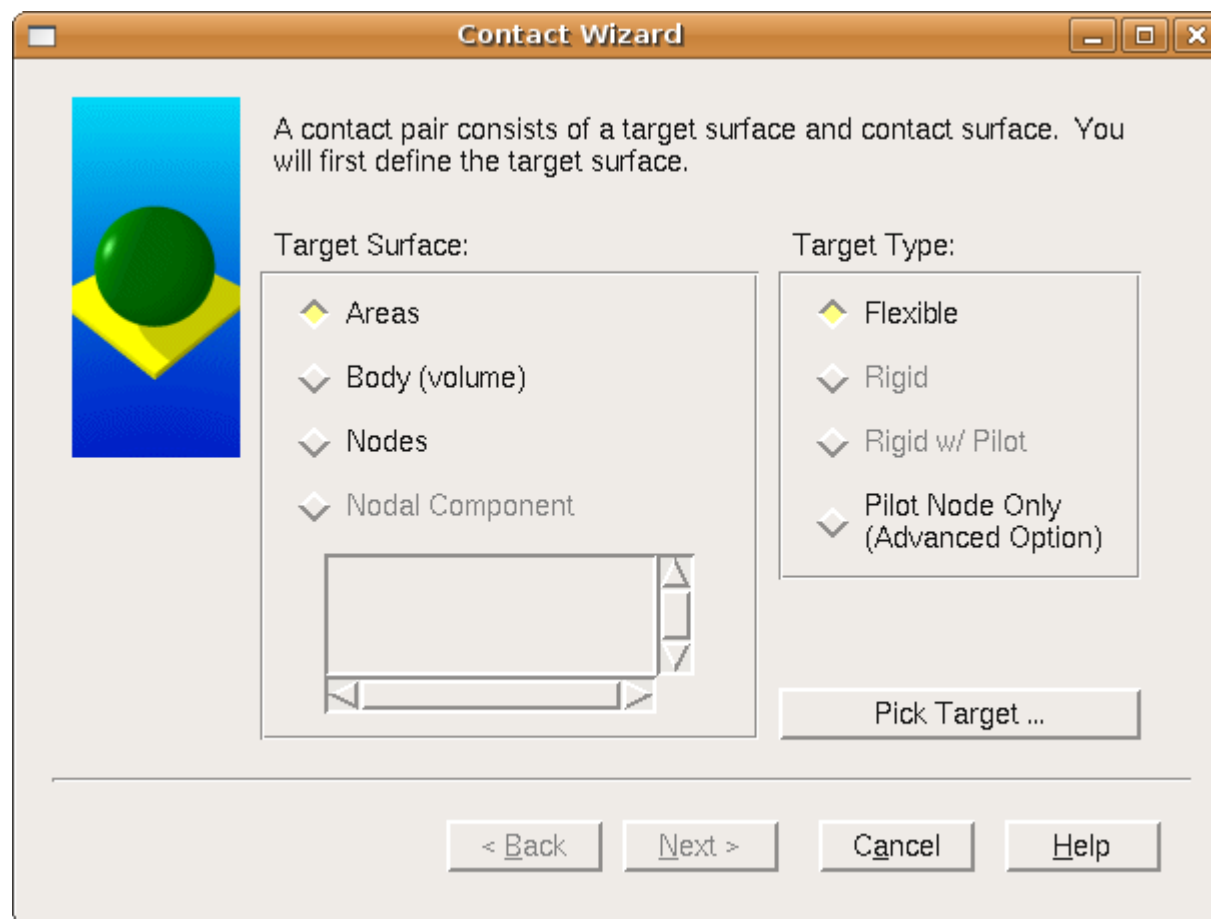 Contact Wizard
A contact pair consists of a target surface and contact surface.  You
will first define the target surface.
Target Surface:
Areas
Body (volume)
Nodes
Nodal Component
Target Type:
Flexible
Rigid
Rigid w/ Pilot
Pilot Node Only
(Advanced Option)
Pick Target ...
< Back
Next >
Cancel
Help